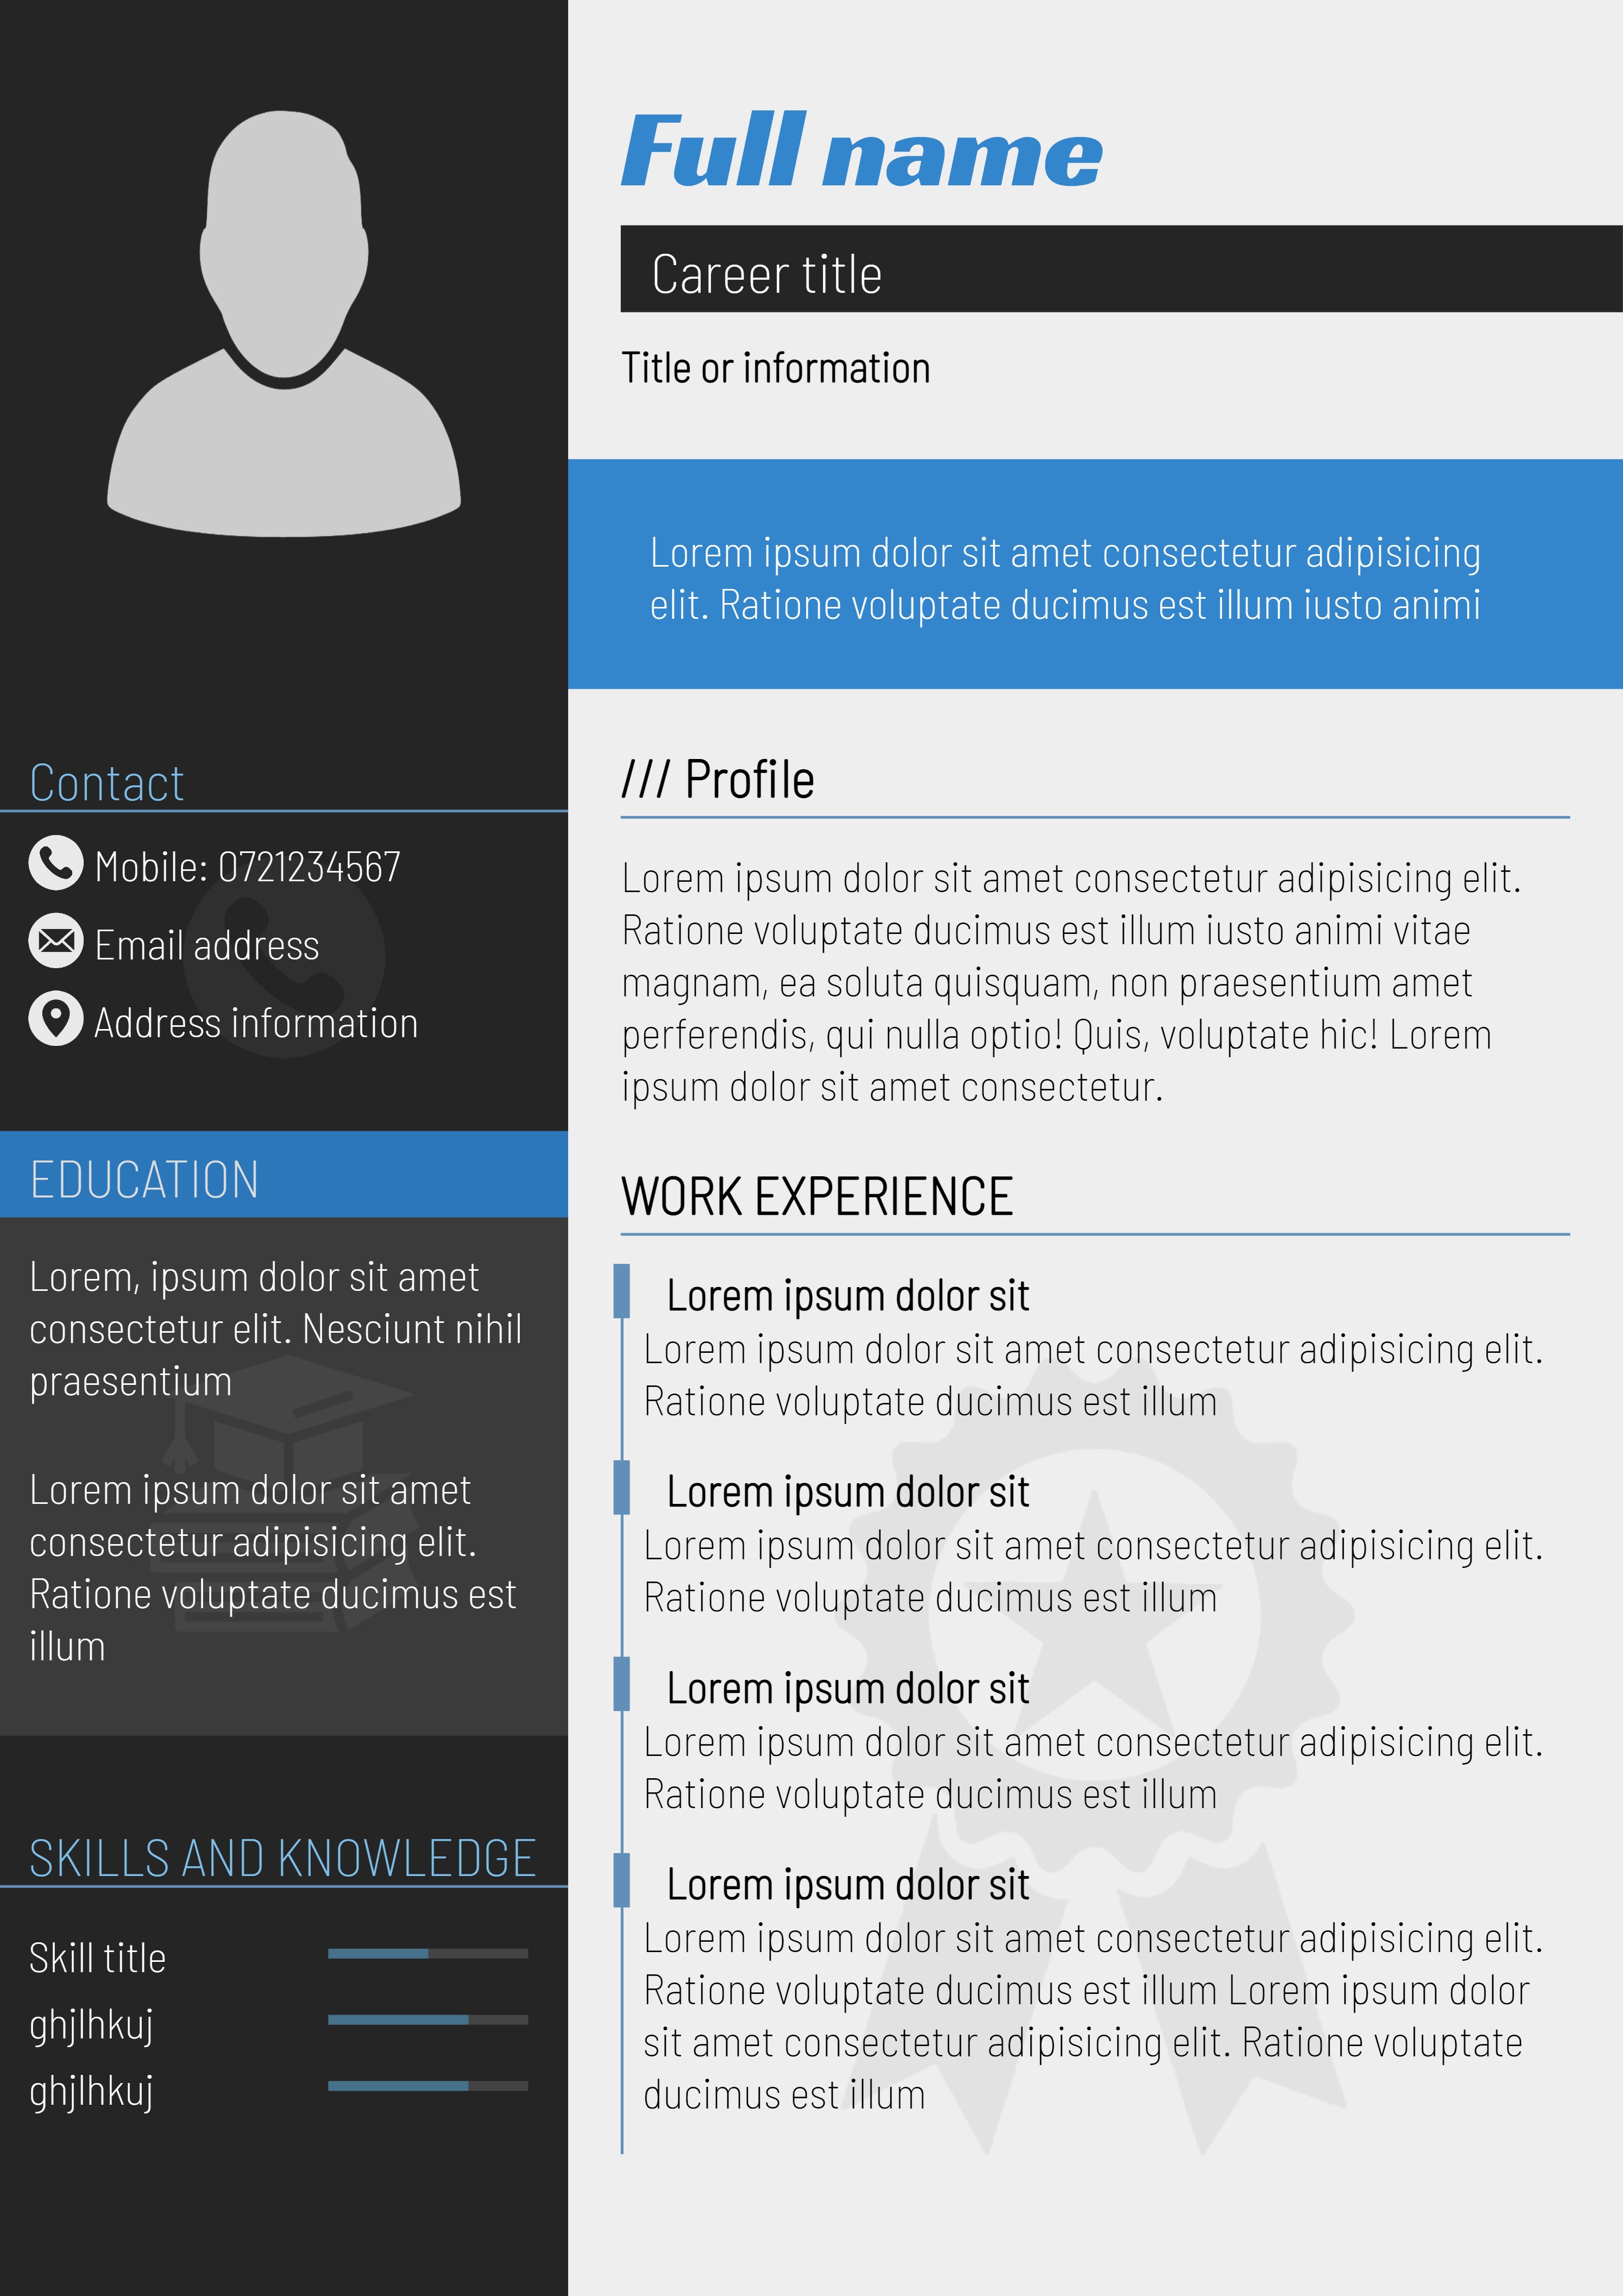 Full name
Career title
Title or information
Lorem ipsum dolor sit amet consectetur adipisicing
elit. Ratione voluptate ducimus est illum iusto animi
Contact
Mobile: 0721234567
Email address
Address information
EDUCATION
Lorem, ipsum dolor sit amet
consectetur elit. Nesciunt nihil
praesentium
Lorem ipsum dolor sit amet
consectetur adipisicing elit.
Ratione voluptate ducimus est
illum
SKILLS AND KNOWLEDGE
Skill title
ghjlhkuj
ghjlhkuj
/// Profile
Lorem ipsum dolor sit amet consectetur adipisicing elit.
Ratione voluptate ducimus est illum iusto animi vitae
magnam, ea soluta quisquam, non praesentium amet
perferendis, qui nulla optio! Quis, voluptate hic! Lorem
ipsum dolor sit amet consectetur.
WORK EXPERIENCE
Lorem ipsum dolor sit
Lorem ipsum dolor sit amet consectetur adipisicing elit.
Ratione voluptate ducimus est illum
Lorem ipsum dolor sit
Lorem ipsum dolor sit amet consectetur adipisicing elit.
Ratione voluptate ducimus est illum
Lorem ipsum dolor sit
Lorem ipsum dolor sit amet consectetur adipisicing elit.
Ratione voluptate ducimus est illum
Lorem ipsum dolor sit
Lorem ipsum dolor sit amet consectetur adipisicing elit.
Ratione voluptate ducimus est illum Lorem ipsum dolor
sit amet consectetur adipisicing elit. Ratione voluptate
ducimus est illum